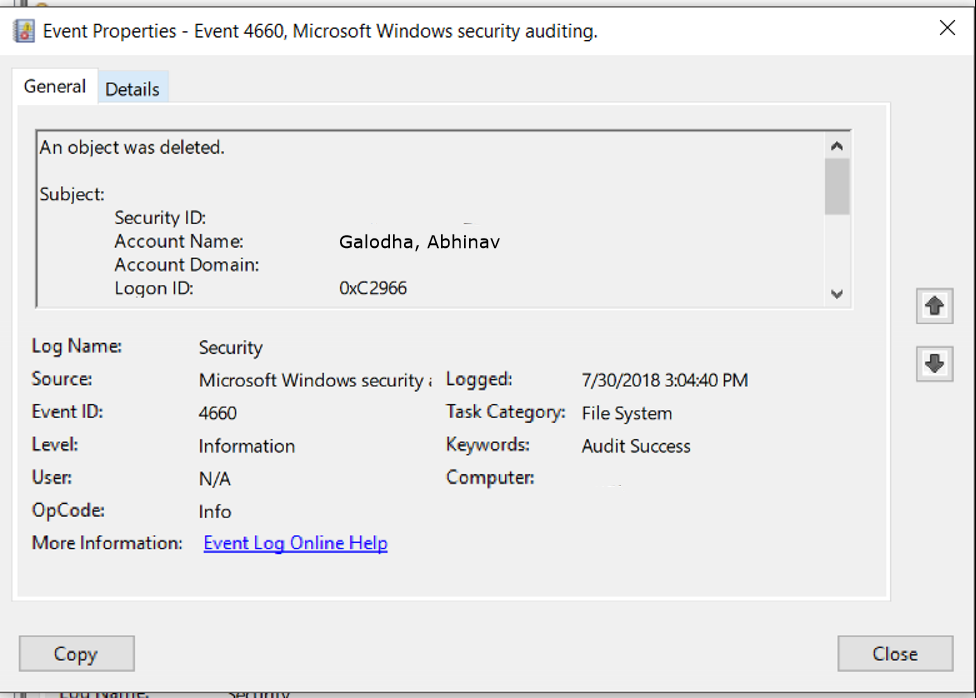 Event Properties - Event 4660, Microsoft Windows security auditing.
General Details
An object was deleted.
Subject:
Security ID:
Account Name: Galodha, Abhinav
Account Domain:
Logon ID: 0xC2966
Log Name: Security
Source: Microsoft Windows security Logged: 7/30/2018 3:04:40 PM
Event ID: 4660 Task Category: File System
Level: Information Keywords: Audit Success
User: N/A Computer:
OpCode: Info
More Information: Event Log Online Help
Copy Close
Log Name: Security